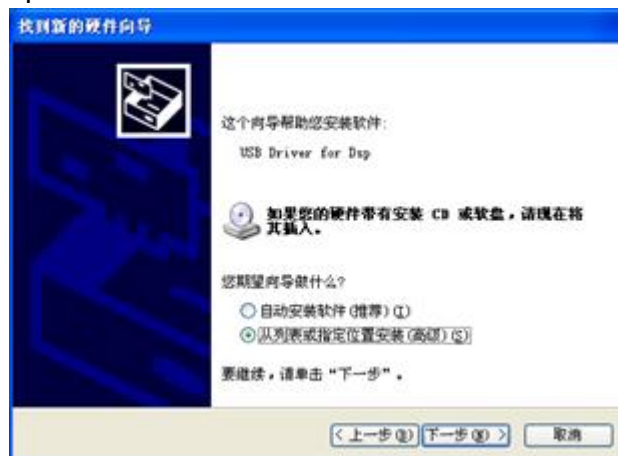 找到新的硬件向导
这个向导帮助您安装软件:
USB Driver for Dsp
如果您的硬件带有安装 CD 或软盘，请现在将
其插入。
您期望向导做什么?
自动安装软件(推荐)(I)
从列表或指定位置安装(高级)(S)
要继续，请单击“下一步”。
< 上一步(B)
下一步(N) >
取消